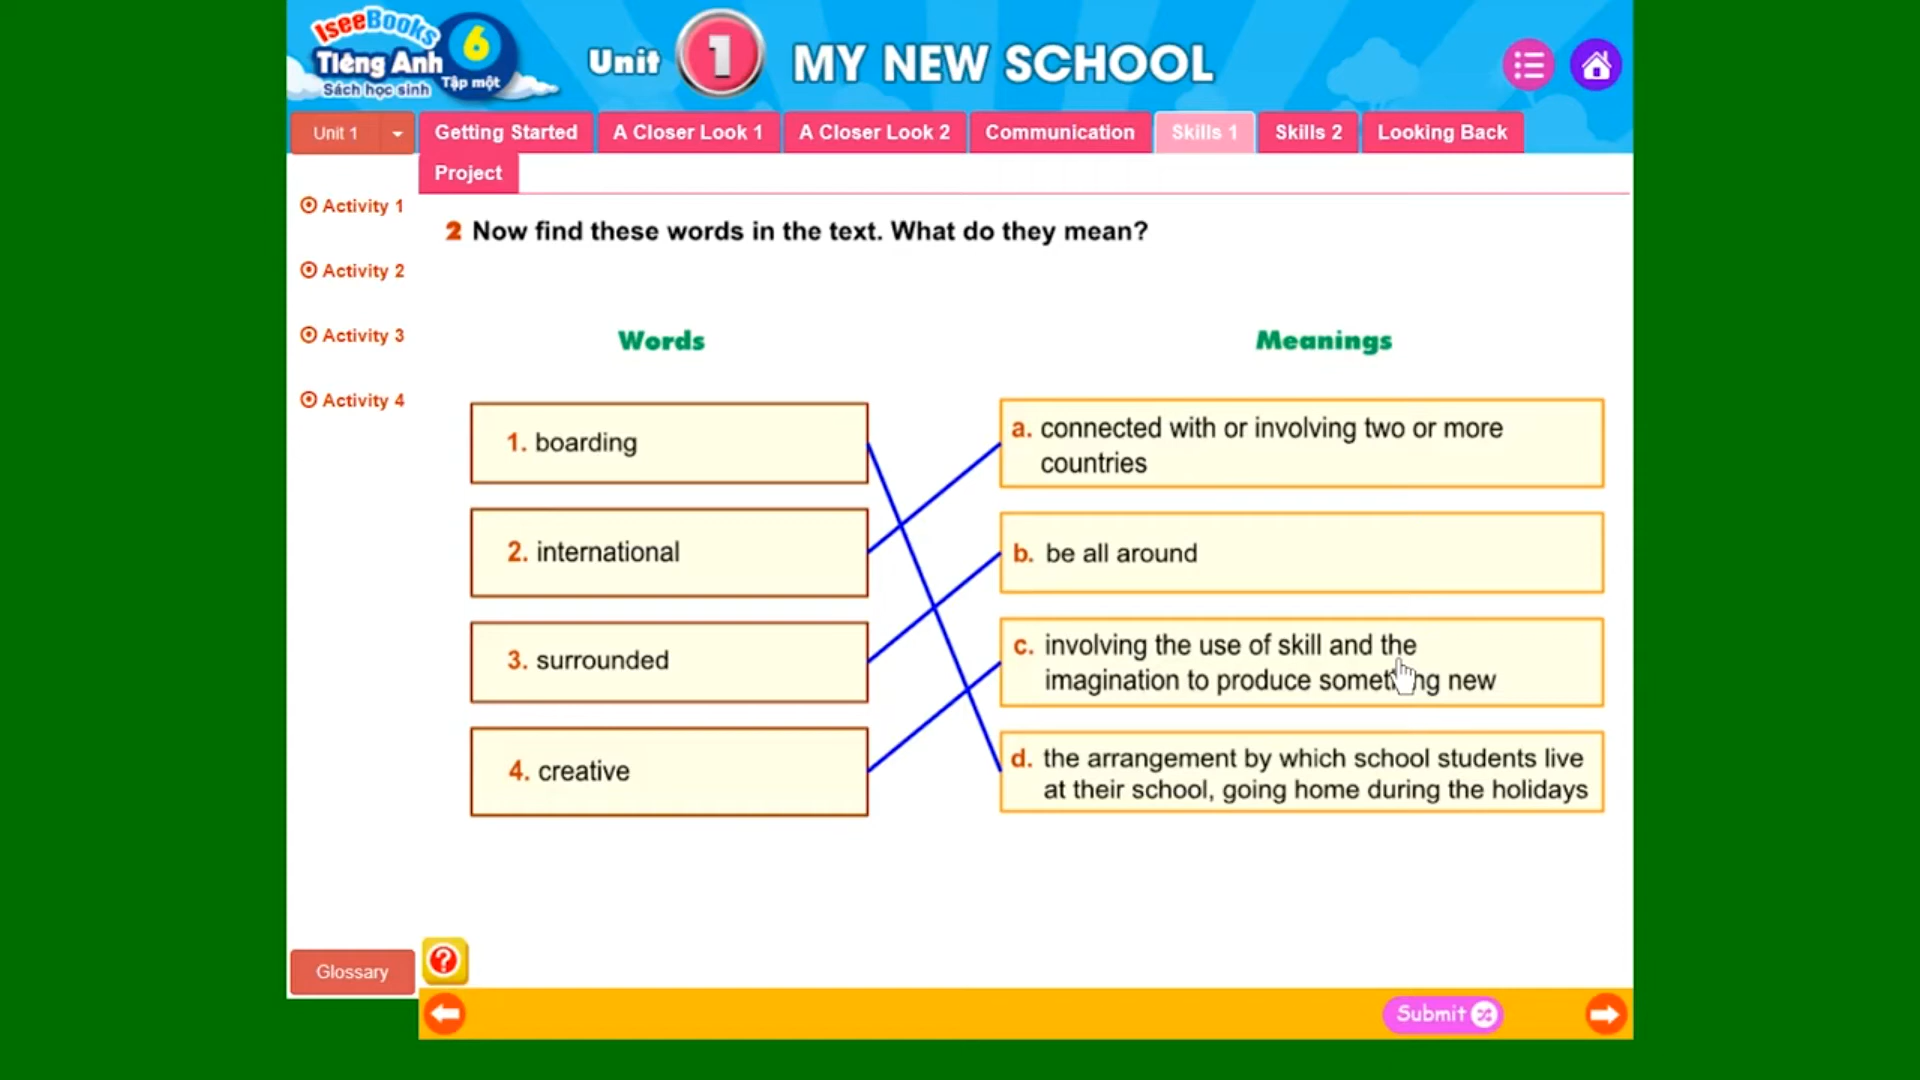 IseeBooks
Tiếng Anh 6
Sách học sinh Tập một
Unit 1 MY NEW SCHOOL
Unit 1
Getting Started
A Closer Look 1
A Closer Look 2
Communication
Skills 1
Skills 2
Looking Back
Project
Activity 1
Activity 2
Activity 3
Activity 4
2 Now find these words in the text. What do they mean?
Words
Meanings
1. boarding
2. international
3. surrounded
4. creative
a. connected with or involving two or more
countries
b. be all around
c. involving the use of skill and the
imagination to produce something new
d. the arrangement by which school students live
at their school, going home during the holidays
Glossary
?
Submit